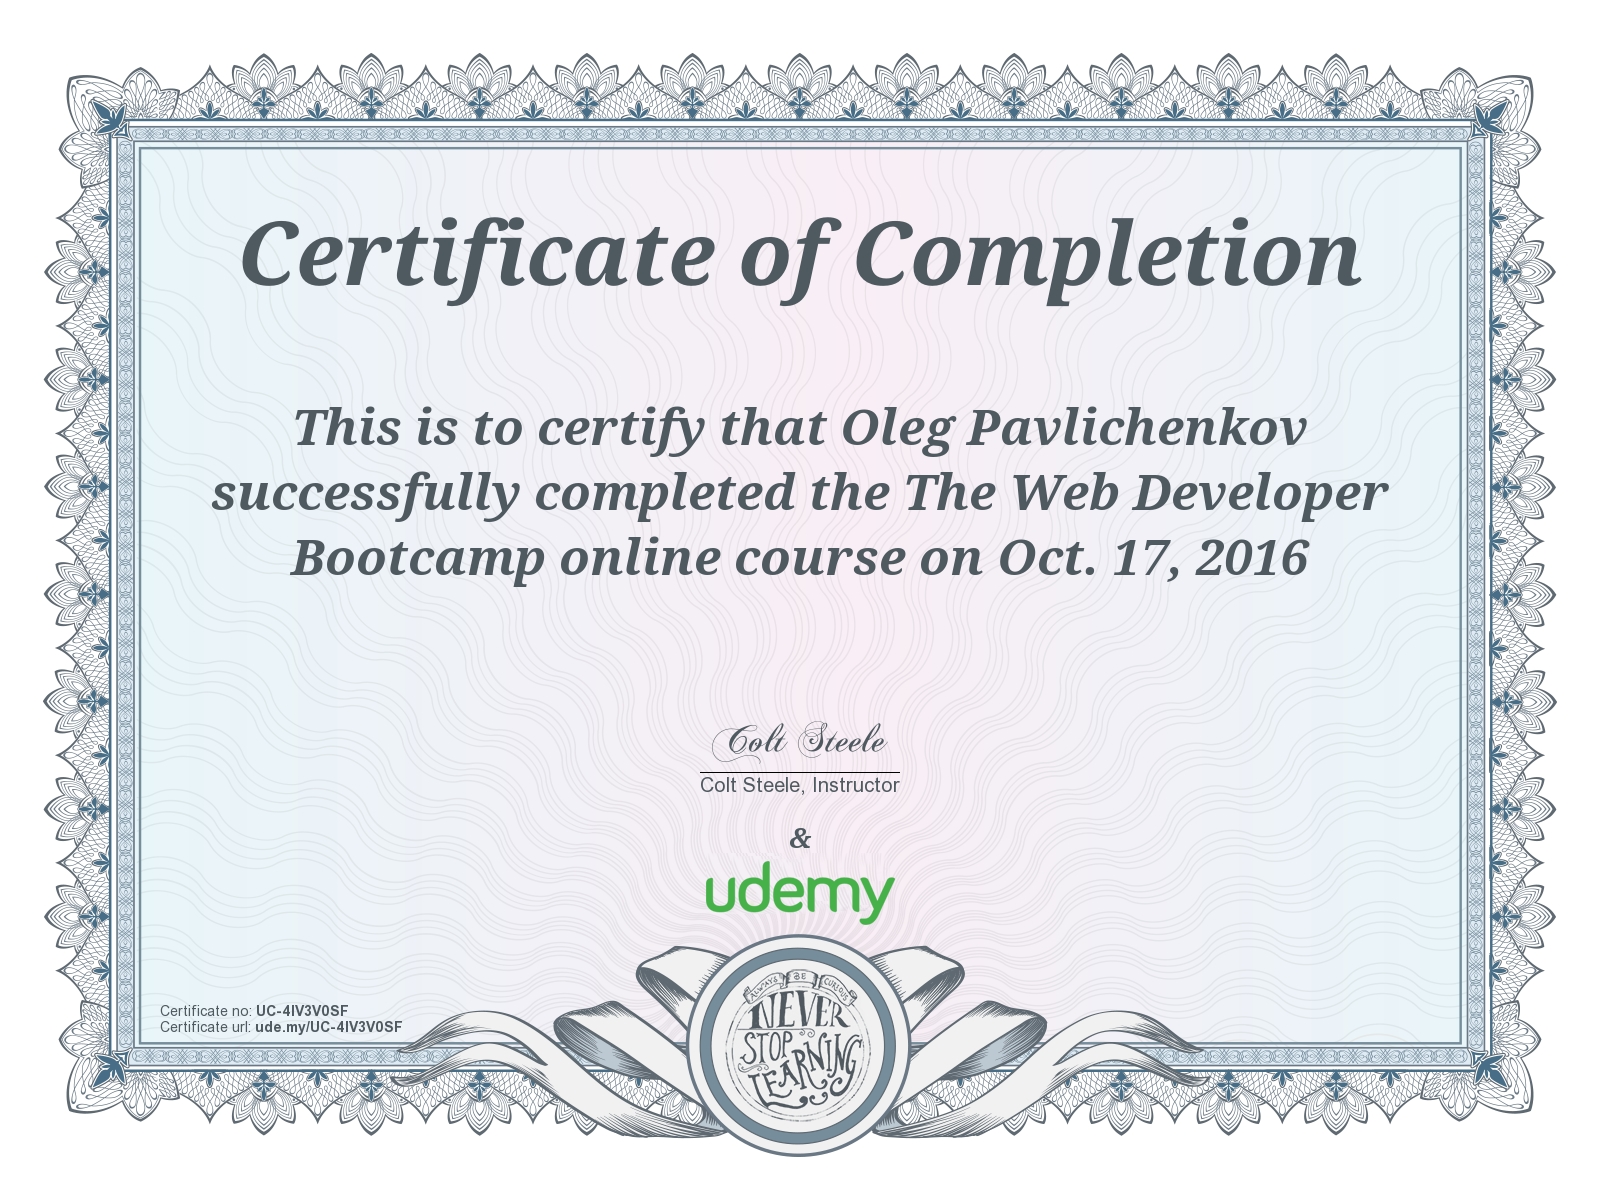 Certificate of Completion
This is to certify that Oleg Pavlichenkov
successfully completed the The Web Developer
Bootcamp online course on Oct. 17, 2016
Colt Steele
Colt Steele, Instructor
&
udemy
ALWAYS BE CURIOUS
NEVER
STOP
LEARNING
Certificate no: UC-4IV3V0SF
Certificate url: ude.my/UC-4IV3V0SF